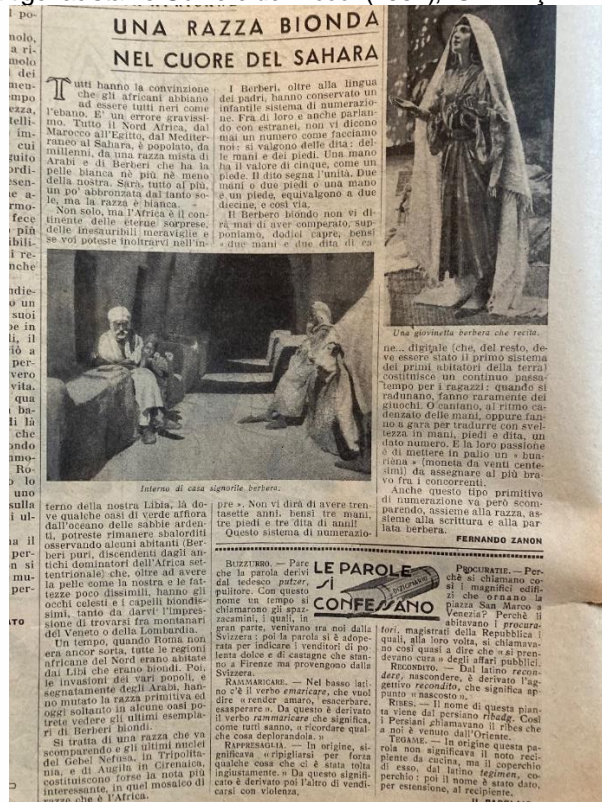 UNA RAZZA BIONDA
NEL CUORE DEL SAHARA
Tutti hanno la convinzione
che gli africani abbiano
ad essere tutti neri come
l'ebano. E' un errore gravissi-
mo. Tutto il Nord Africa, dal
Marocco all'Egitto, dal Mediter-
raneo al Sahara, è popolato, da
millenni, da una razza mista di
Arabi e di Berberi che ha la
pelle bianca nè più nè meno
della nostra. Sarà, tutto al più,
un po' abbronzata dal tanto so-
le, ma la razza è bianca.
Non solo, ma l'Africa è il con-
tinente delle eterne sorprese,
delle inesauribili meraviglie e
se voi poteste inoltrarvi nell'in-
I Berberi, oltre alla lingua
dei padri, hanno conservato un
infantile sistema di numerazio-
ne. Fra di loro e anche parlan-
do con estranei, non vi dicono
mai un numero come facciamo
noi: si valgono delle dita: del-
le mani e dei piedi. Una mano
ha il valore di cinque, come un
piede. Il dito segna l'unità. Due
mani o due piedi o una mano
e un piede, equivalgono a due
diecine, e così via.
Il Berbero biondo non vi di-
rà mai di aver comperato, sup-
poniamo, dodici capre, bensì
« due mani e due dita di ca-
Una giovinetta berbera che recita.
Interno di casa signorile berbera.
terno della nostra Libia, là do-
ve qualche oasi di verde affiora
dall'oceano delle sabbie arden-
ti, potreste rimanere sbalorditi
osservando alcuni abitanti (Ber-
beri puri, discendenti dagli an-
tichi dominatori dell'Africa set-
tentrionale) che, oltre ad avere
la pelle come la nostra e le fat-
tezze poco dissimili, hanno gli
occhi celesti e i capelli biondis-
simi, tanto da darvi l'impres-
sione di trovarsi fra montanari
del Veneto o della Lombardia.
Un tempo, quando Roma non
era ancor sorta, tutte le regioni
africane del Nord erano abitate
dai Libi che erano biondi. Poi,
le invasioni dei vari popoli, e
segnatamente degli Arabi, han-
no mutato la razza primitiva ed
oggi soltanto in alcune oasi po-
trete vedere gli ultimi esempla-
ri di Berberi biondi.
Si tratta di una razza che va
scomparendo e gli ultimi nuclei
del Gebel Nefusa, in Tripolita-
nia, e di Augila in Cirenaica,
costituiscono forse la nota più
interessante, in quel mosaico di
razze che è l'Africa.
pre ». Non vi dirà di avere tren-
tasette anni, bensì tre mani,
tre piedi e tre dita di anni!
Questo sistema di numerazio-
ne... digitale (che, del resto, de-
ve essere stato il primo sistema
dei primi abitatori della terra)
costituisce un continuo passa-
tempo per i ragazzi: quando si
radunano, fanno raramente dei
giuochi. O cantano, al ritmo ca-
denzato delle mani, oppure fan-
no a gara per tradurre con svel-
tezza in mani, piedi e dita, un
dato numero. E la loro passione
è di mettere in palio un « bua-
riena » (moneta da venti cente-
simi) da assegnare al più bra-
vo fra i concorrenti.
Anche questo tipo primitivo
di numerazione va però scom-
parendo, assieme alla razza, as-
sieme alla scrittura e alla par-
lata berbera.
FERNANDO ZANON
LE PAROLE
SI
CONFESSANO
DIZIONARIO
BUZZURRO. — Pare
che la parola derivi
dal tedesco putzer,
pulitore. Con questo
nome un tempo si
chiamarono gli spaz-
zacamini, i quali, in
gran parte, venivano tra noi dalla
Svizzera: poi la parola si è adope-
rata per indicare i venditori di po-
lenta dolce e di castagne che stan-
no a Firenze ma provengono dalla
Svizzera.
RAMMARICARE. — Nel basso lati-
no c'è il verbo emaricare, che vuol
dire « render amaro, esacerbare,
esasperare ». Da questo è derivato
il verbo rammaricare che significa,
come tutti sanno, « ricordare qual-
che cosa deplorandola. »
RAPPRESAGLIA. — In origine, si-
gnificava « ripigliarsi per forza
qualche cosa che ci è stata tolta
ingiustamente. » Da questo signifi-
cato è derivato poi l'altro di vendi-
carsi con violenza.
PROCURATIE. — Per-
chè si chiamano co-
sì i magnifici edifi-
zi che ornano la
piazza San Marco a
Venezia? Perchè li
abitavano i procura-
tori, magistrati della Repubblica i
quali, alla loro volta, si chiamava-
no così quasi a dire che « si pren-
devano cura » degli affari pubblici.
RECONDITO. — Dal latino recon-
dere, nascondere, è derivato l'ag-
gettivo recondito, che significa ap-
punto « nascosto ».
RIBES. — Il nome di questa pian-
ta viene dal persiano ribadg. Così
i Persiani chiamavano il ribes che
a noi è venuto dall'Oriente.
TEGAME. — In origine questa pa-
rola non significava il noto reci-
piente da cucina, ma il coperchio
di esso, dal latino tegimen, co-
perchio: poi il nome è stato dato,
per estensione, al recipiente.